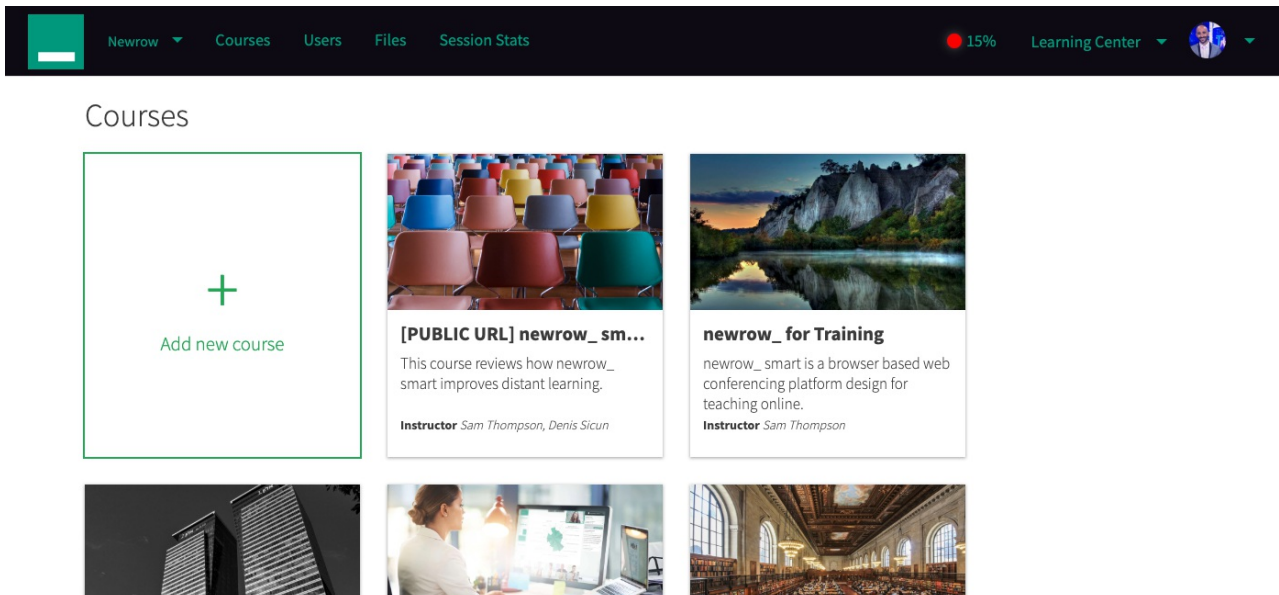 Newrow
Courses
Users
Files
Session Stats
15%
Learning Center
Courses
Add new course
[PUBLIC URL] newrow_ sm...
This course reviews how newrow_
smart improves distant learning.
Instructor Sam Thompson, Denis Sicun
newrow_ for Training
newrow_ smart is a browser based web
conferencing platform design for
teaching online.
Instructor Sam Thompson